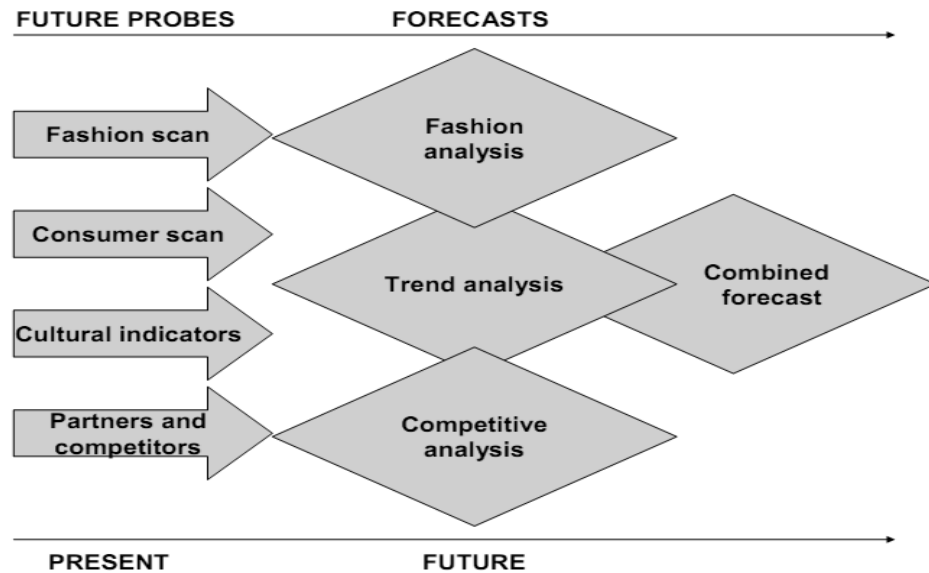 FUTURE PROBES
FORECASTS
Fashion scan
Fashion
analysis
Consumer scan
Trend analysis
Combined
forecast
Cultural indicators
Partners and
competitors
Competitive
analysis
PRESENT
FUTURE